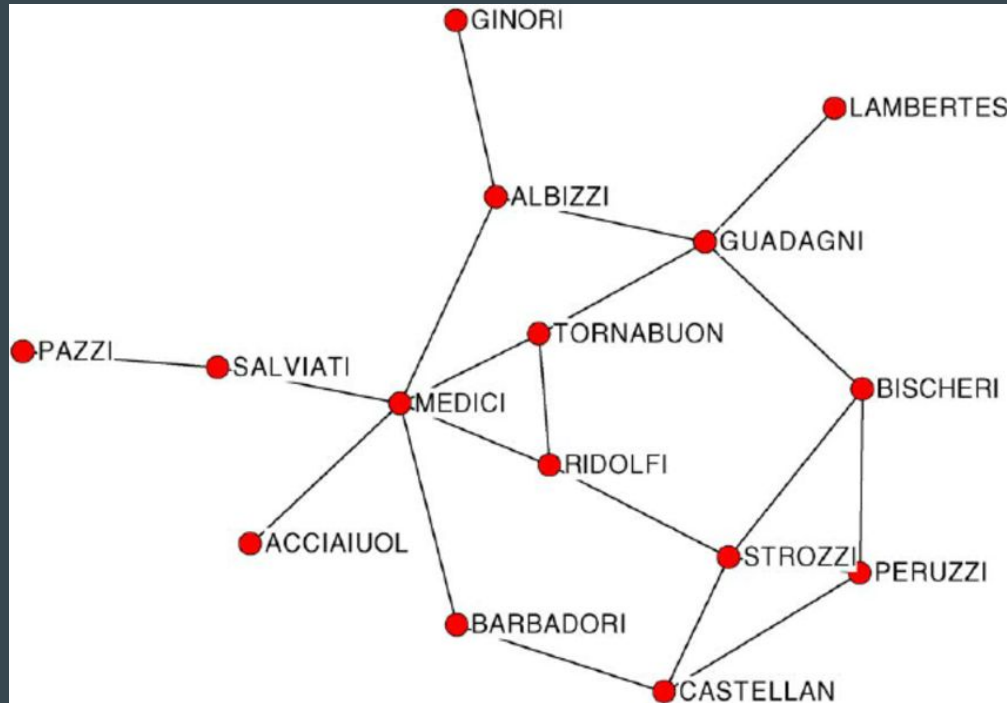 GINORI
LAMBERTES
ALBIZZI
GUADAGNI
TORNABUON
PAZZI
SALVIATI
BISCHERI
MEDICI
RIDOLFI
ACCIAIUOL
STROZZI
PERUZZI
BARBADORI
CASTELLAN